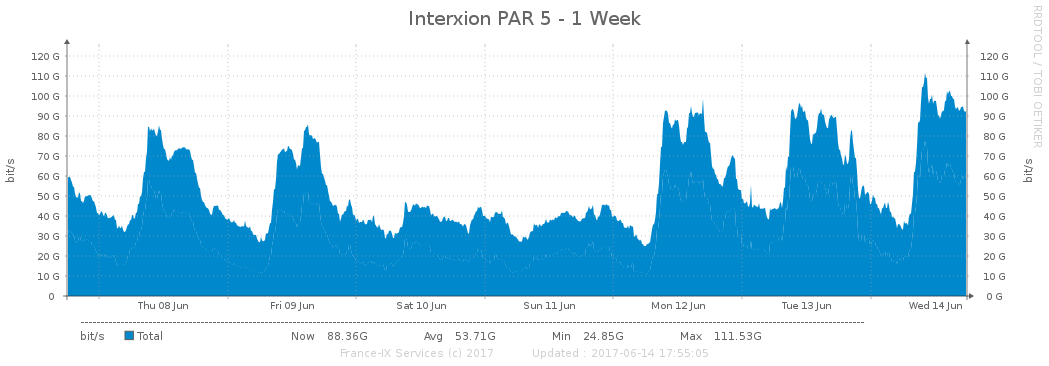 Interxion PAR 5 - 1 Week
RRDTOOL / TOBI OETIKER
bit/s
120 G 120 G
110 G 110 G
100 G 100 G
90 G 90 G
80 G 80 G
70 G 70 G
60 G 60 G
50 G 50 G
40 G 40 G
30 G 30 G
20 G 20 G
10 G 10 G
0 0 G
bit/s
Thu 08 Jun Fri 09 Jun Sat 10 Jun Sun 11 Jun Mon 12 Jun Tue 13 Jun Wed 14 Jun
bit/s Total Now 88.36G Avg 53.71G Min 24.85G Max 111.53G
France-IX Services (c) 2017 Updated : 2017-06-14 17:55:05